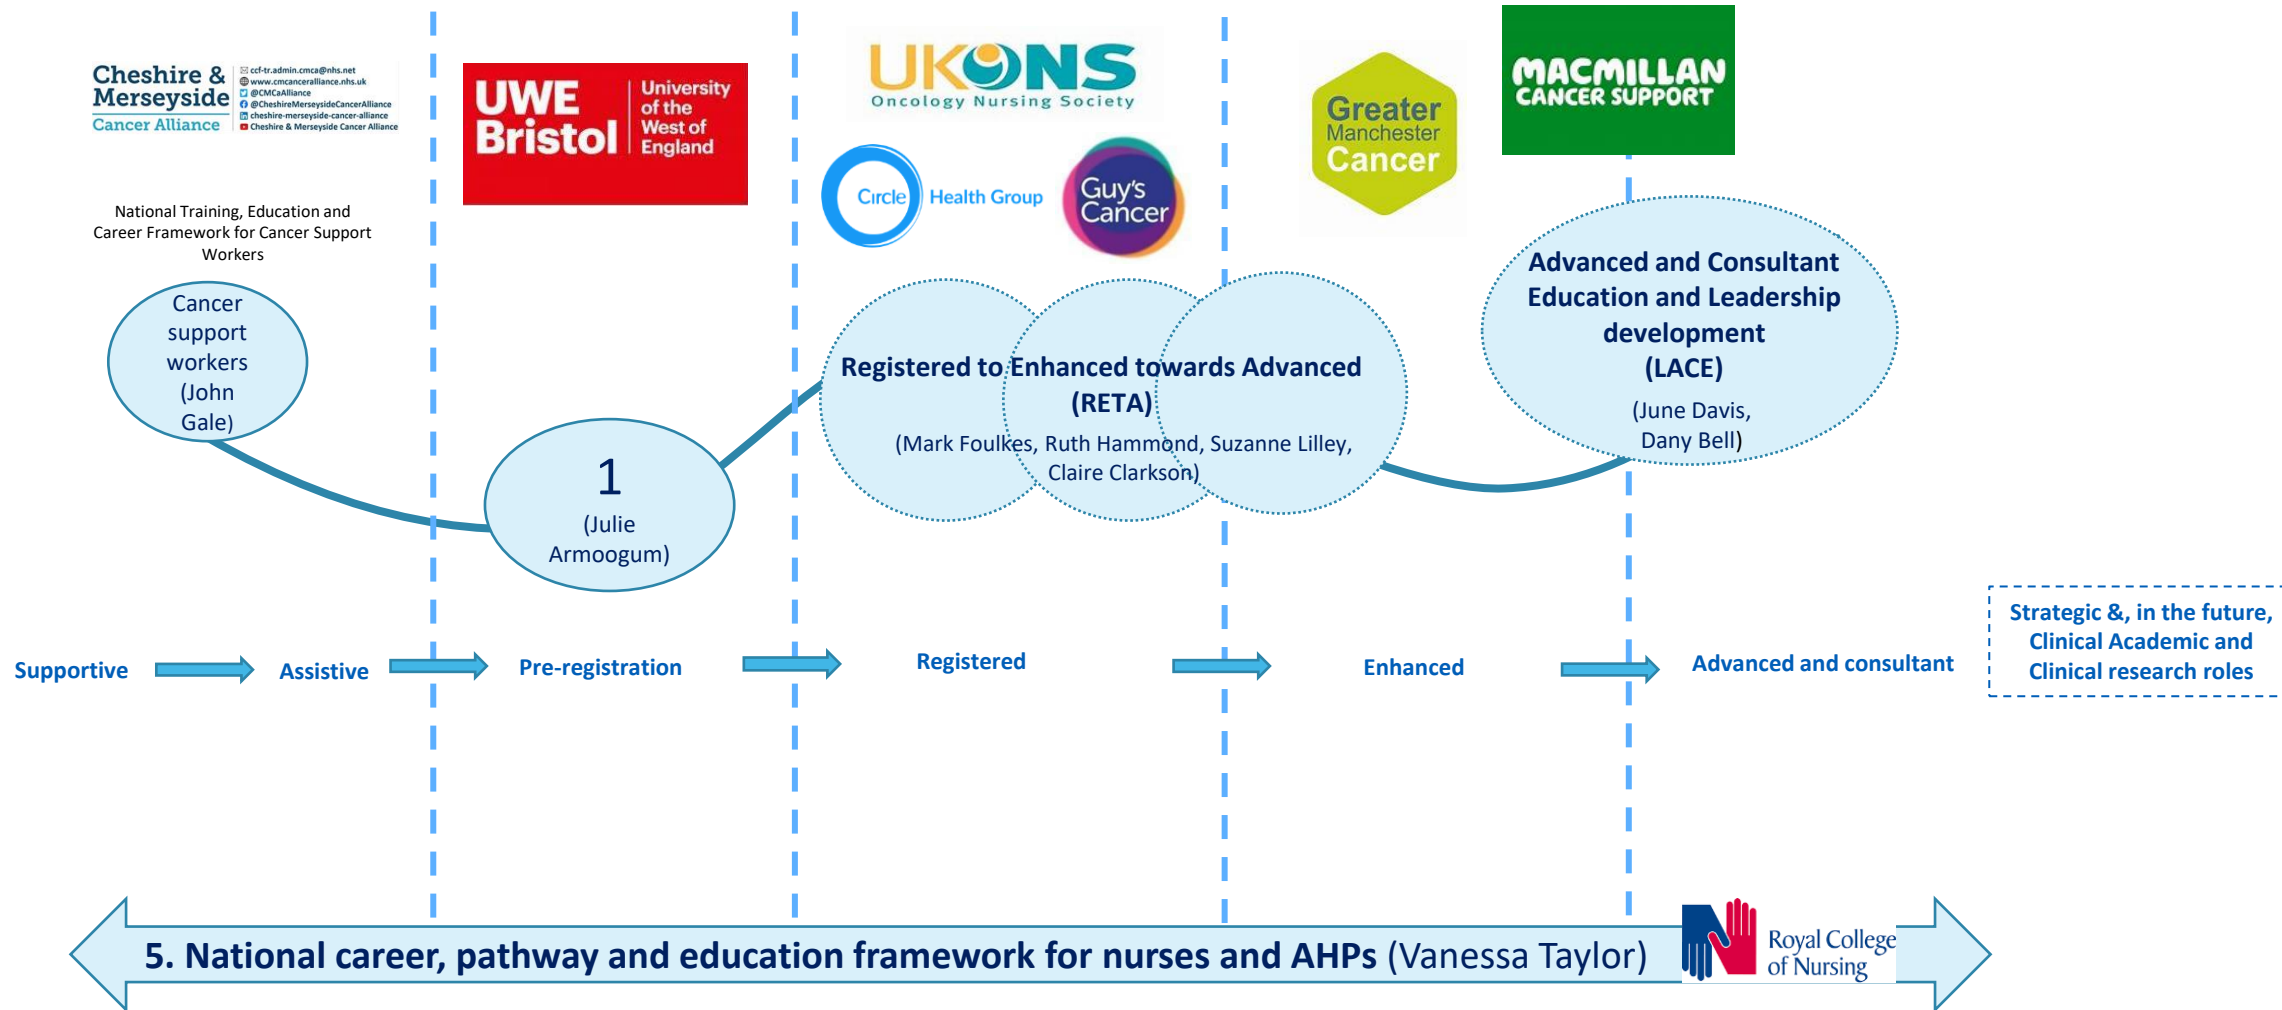 Cheshire &
Merseyside
Cancer Alliance
ccf-tr.admin.cmca@nhs.net
www.cmcanceralliance.nhs.uk
@CMCaAlliance
@CheshireMerseysideCancerAlliance
cheshire-merseyside-cancer-alliance
Cheshire & Merseyside Cancer Alliance
UWE
Bristol
University
of the
West of
England
UKONS
Oncology Nursing Society
Circle
Health Group
Guy's
Cancer
Greater
Manchester
Cancer
MACMILLAN
CANCER SUPPORT
National Training, Education and
Career Framework for Cancer Support
Workers
Cancer
support
workers
(John
Gale)
1
(Julie
Armoogum)
Registered to Enhanced towards Advanced
(RETA)
(Mark Foulkes, Ruth Hammond, Suzanne Lilley,
Claire Clarkson)
Advanced and Consultant
Education and Leadership
development
(LACE)
(June Davis,
Dany Bell)
Supportive
Assistive
Pre-registration
Registered
Enhanced
Advanced and consultant
Strategic &, in the future,
Clinical Academic and
Clinical research roles
5. National career, pathway and education framework for nurses and AHPs (Vanessa Taylor)
Royal College
of Nursing